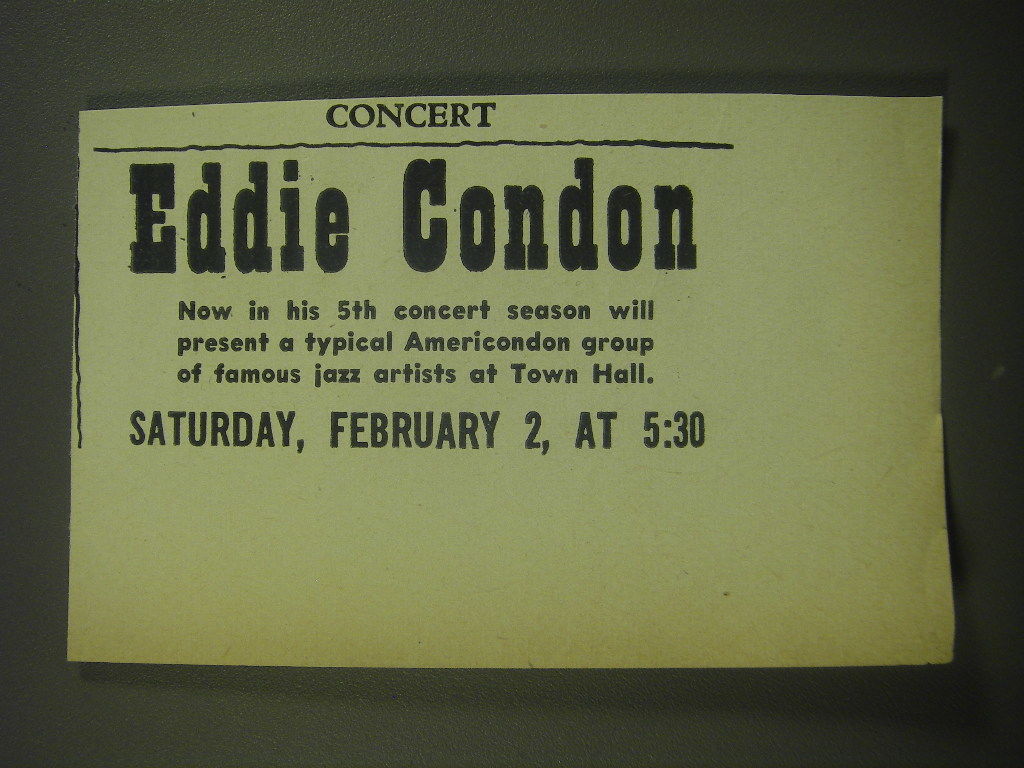 CONCERT
Eddie Condon
Now in his 5th concert season will
present a typical Americondon group
of famous jazz artists at Town Hall.
SATURDAY, FEBRUARY 2, AT 5:30